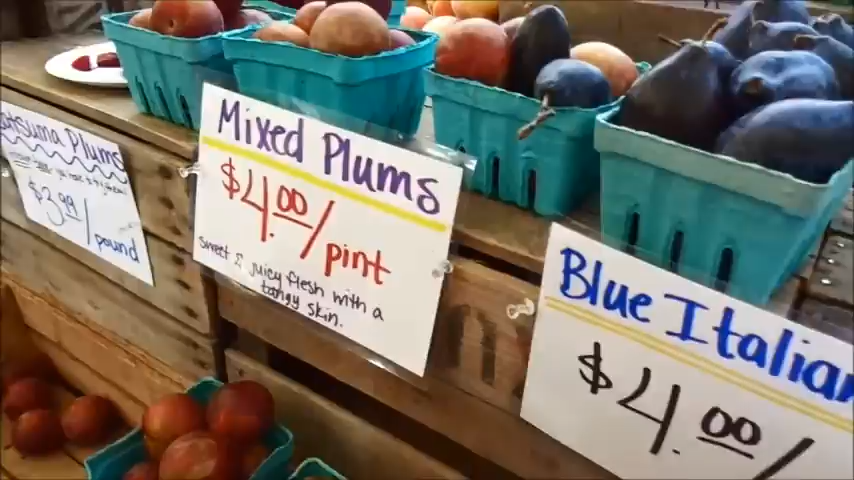 Plums
$3.99/pound
Mixed Plums
$4.00/pint
sweet & juicy flesh with a
tangy skin.
Blue Italian
$4.00/